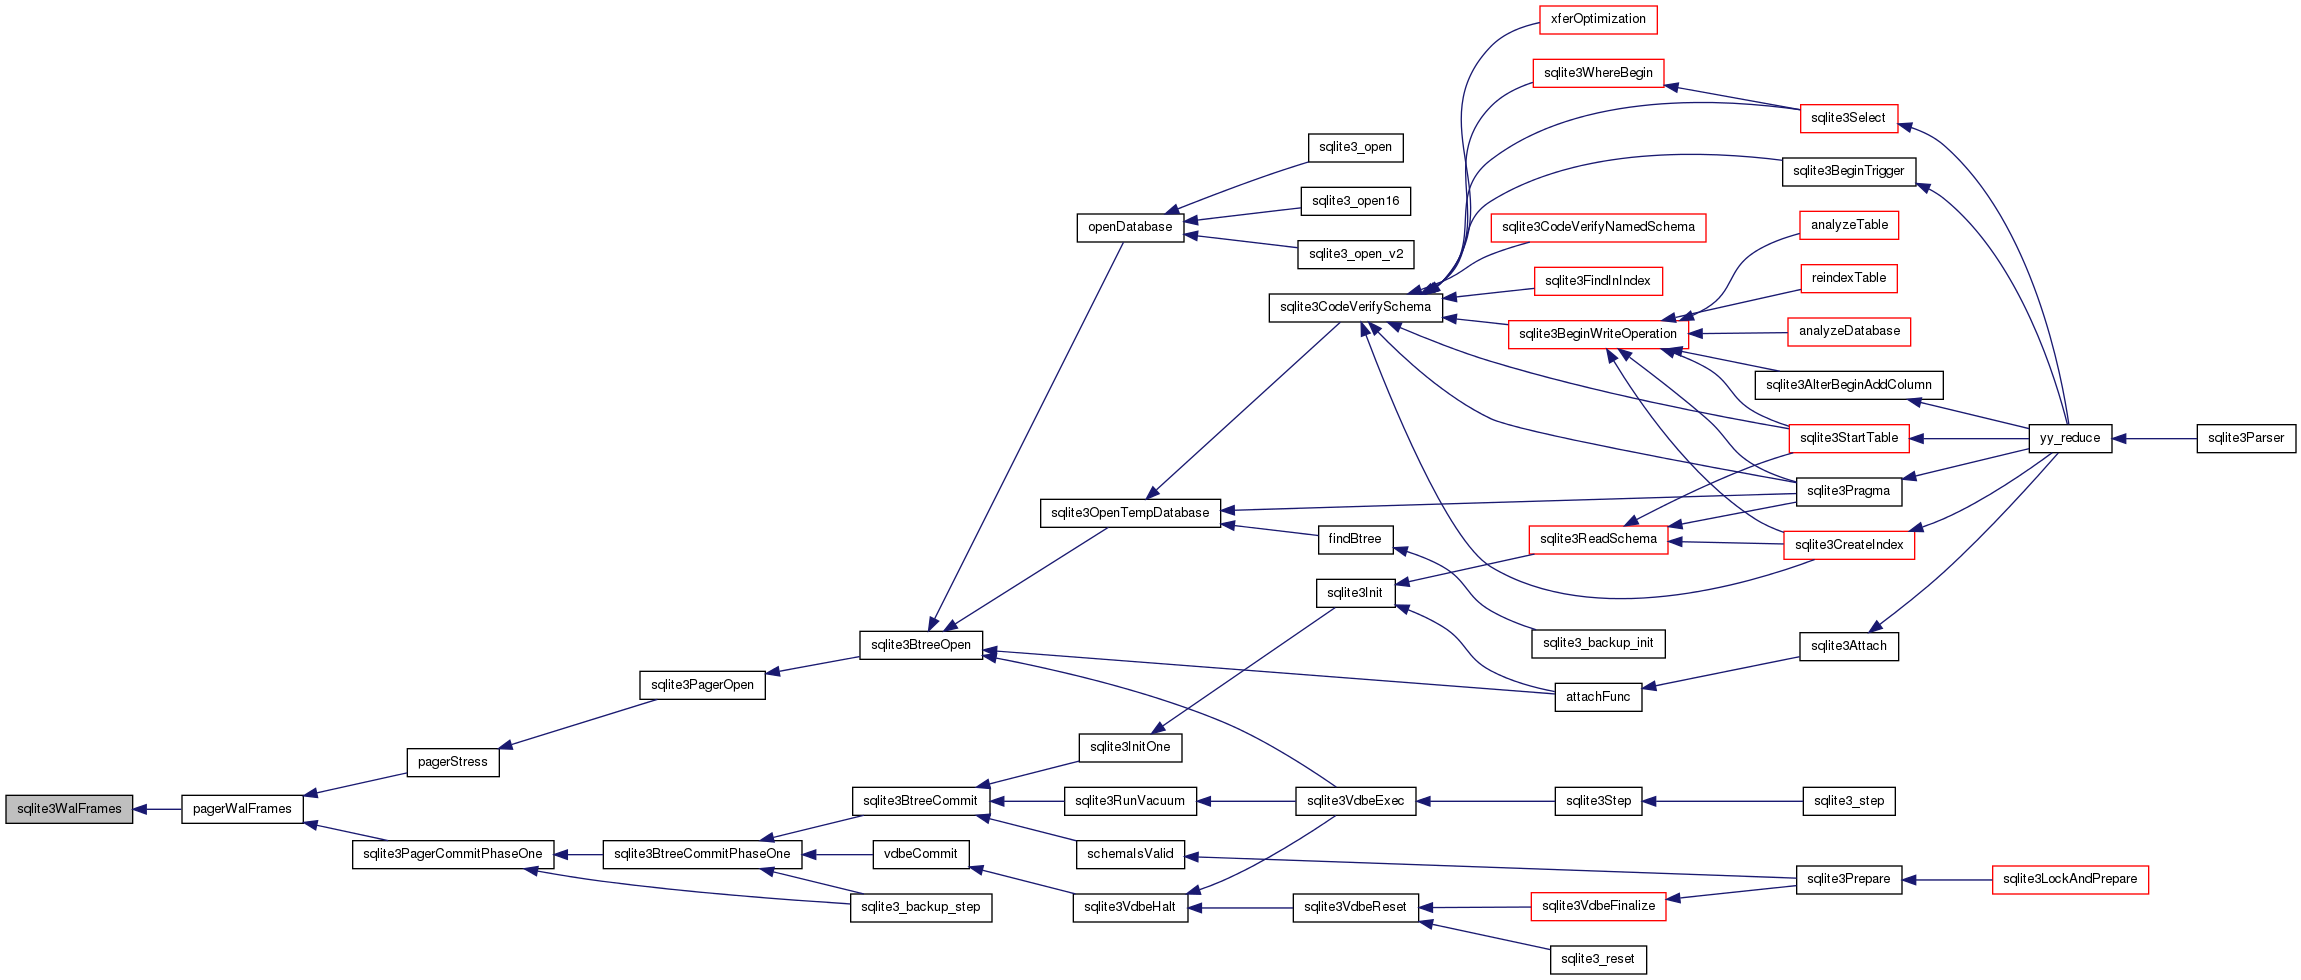 xferOptimization
sqlite3WhereBegin
sqlite3Select
sqlite3_open
sqlite3BeginTrigger
sqlite3_open16
openDatabase
sqlite3CodeVerifyNamedSchema
analyzeTable
sqlite3_open_v2
sqlite3FindInIndex
reindexTable
sqlite3CodeVerifySchema
sqlite3BeginWriteOperation
analyzeDatabase
sqlite3AlterBeginAddColumn
sqlite3StartTable
yy_reduce
sqlite3Parser
sqlite3Pragma
sqlite3OpenTempDatabase
findBtree
sqlite3ReadSchema
sqlite3CreateIndex
sqlite3Init
sqlite3BtreeOpen
sqlite3_backup_init
sqlite3Attach
sqlite3PagerOpen
attachFunc
sqlite3InitOne
pagerStress
sqlite3WalFrames
pagerWalFrames
sqlite3BtreeCommit
sqlite3RunVacuum
sqlite3VdbeExec
sqlite3Step
sqlite3_step
sqlite3PagerCommitPhaseOne
sqlite3BtreeCommitPhaseOne
vdbeCommit
schemaIsValid
sqlite3Prepare
sqlite3LockAndPrepare
sqlite3_backup_step
sqlite3VdbeHalt
sqlite3VdbeReset
sqlite3VdbeFinalize
sqlite3_reset